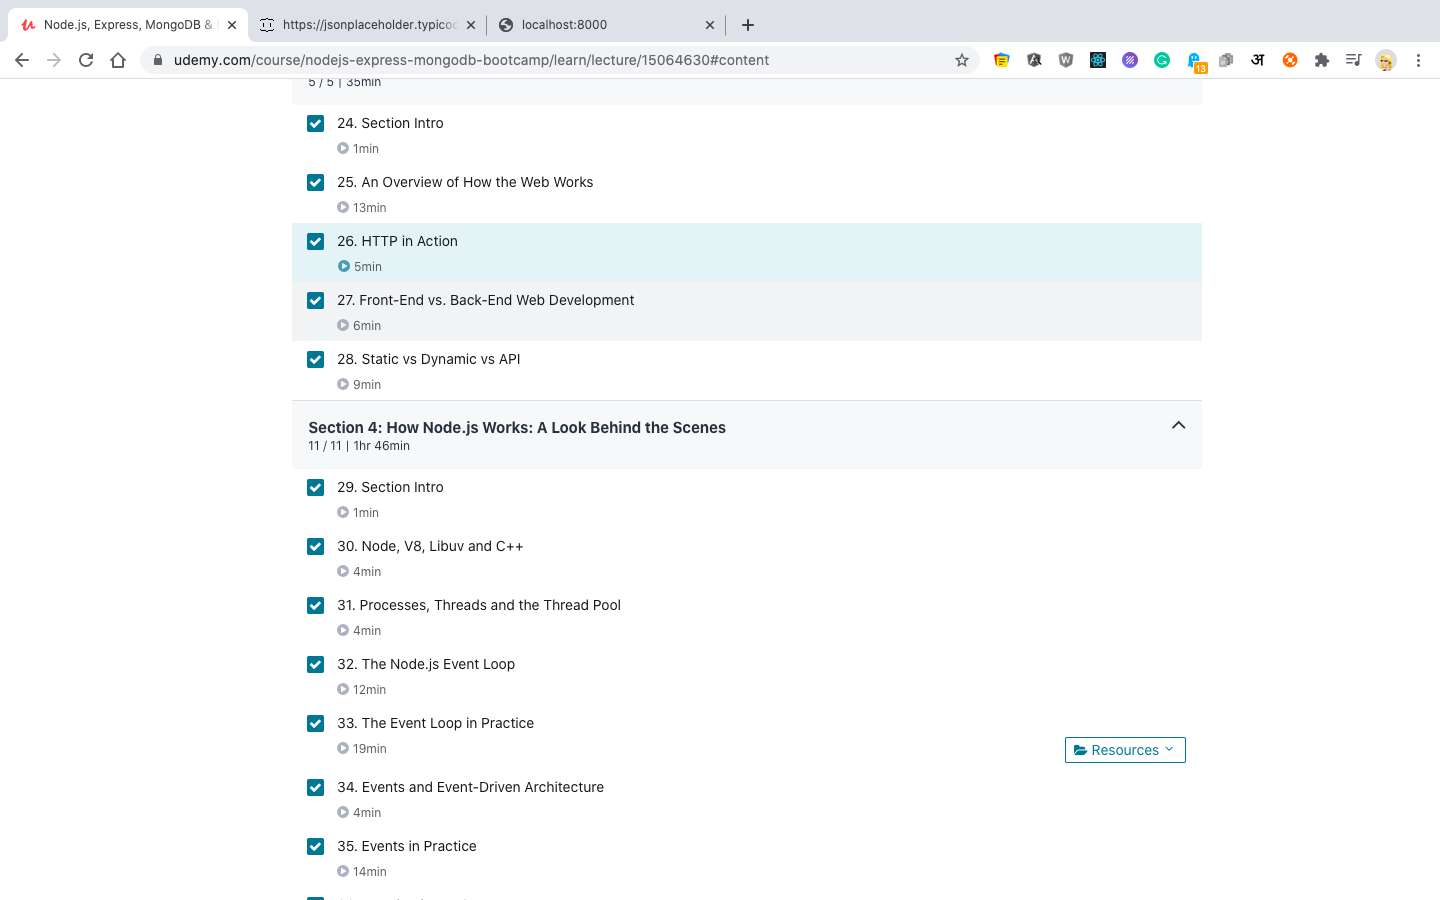 Node.js, Express, MongoDB &
https://jsonplaceholder.typico
localhost:8000
udemy.com/course/nodejs-express-mongodb-bootcamp/learn/lecture/15064630#content
13
अ
5 / 5 | 35min
24. Section Intro
1min
25. An Overview of How the Web Works
13min
26. HTTP in Action
5min
27. Front-End vs. Back-End Web Development
6min
28. Static vs Dynamic vs API
9min
Section 4: How Node.js Works: A Look Behind the Scenes
11 / 11 | 1hr 46min
29. Section Intro
1min
30. Node, V8, Libuv and C++
4min
31. Processes, Threads and the Thread Pool
4min
32. The Node.js Event Loop
12min
33. The Event Loop in Practice
19min
Resources
34. Events and Event-Driven Architecture
4min
35. Events in Practice
14min